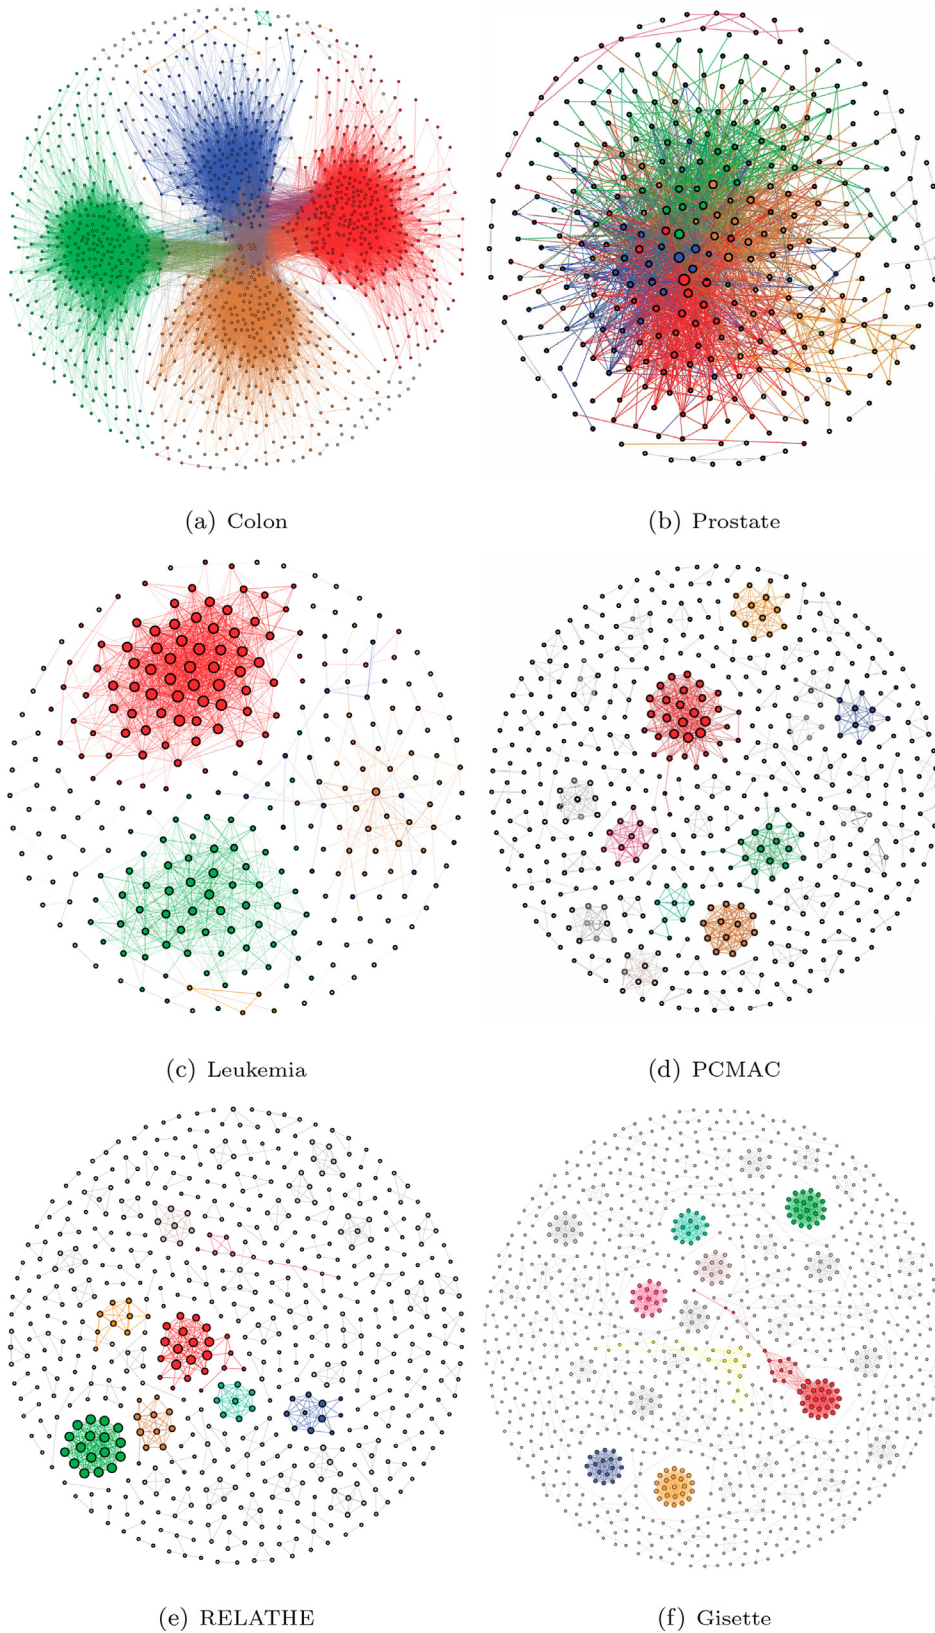 (a) Colon
(b) Prostate
(c) Leukemia
(d) PCMAC
(e) RELATHE
(f) Gisette